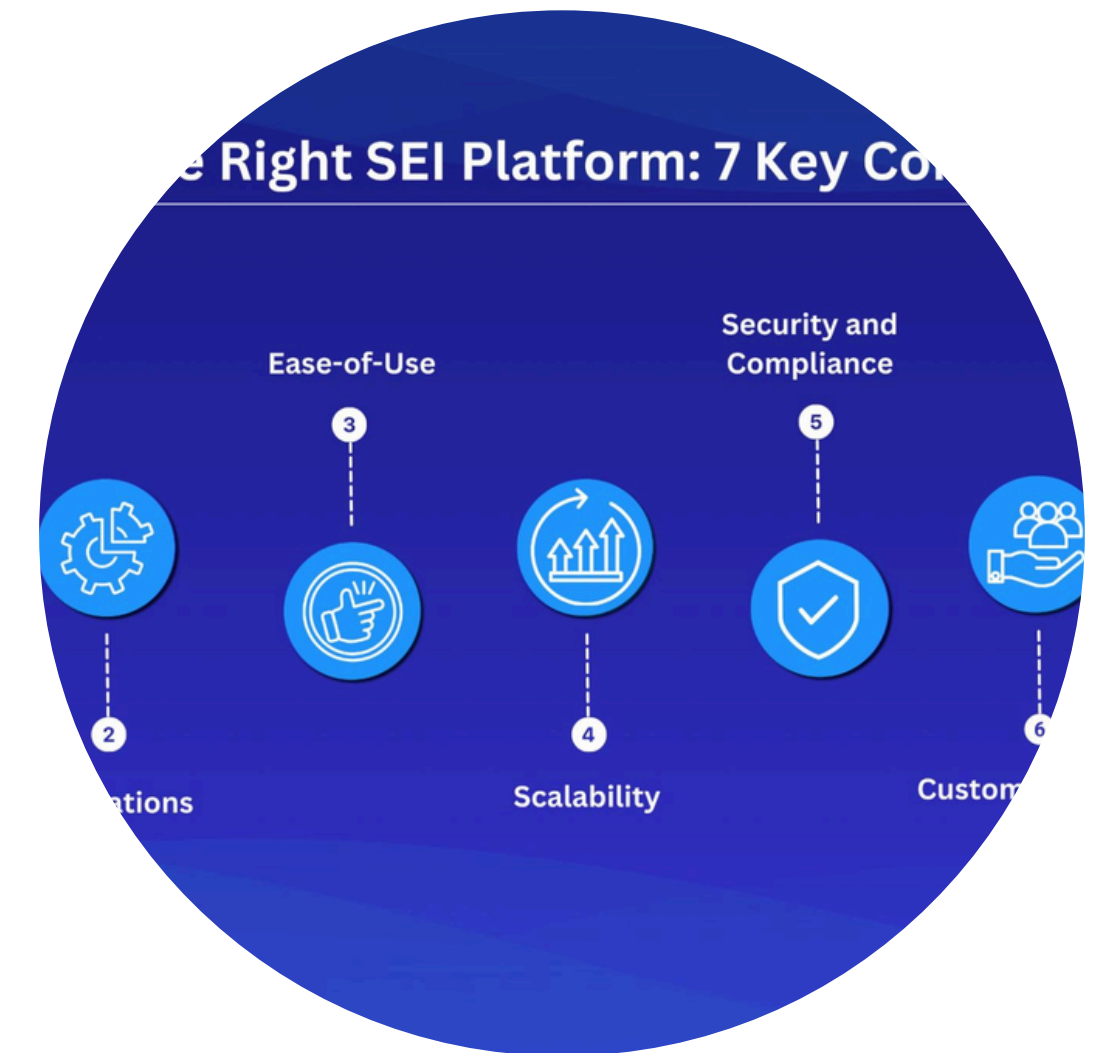 Right SEI Platform: 7 Key
Security and
Compliance
Ease-of-Use
3
5
2
4
6
Scalability